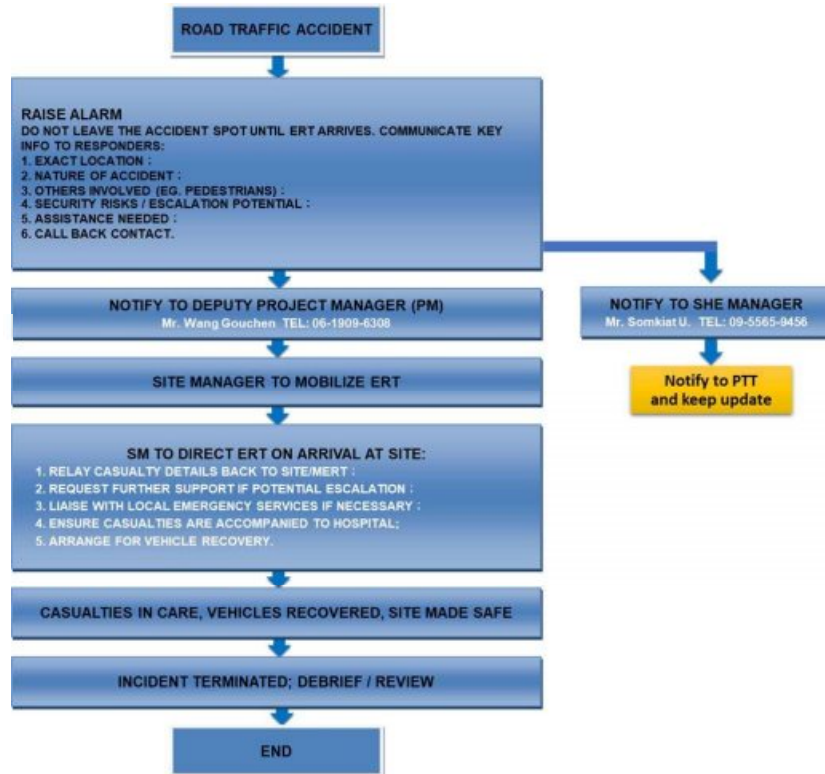 ROAD TRAFFIC ACCIDENT
RAISE ALARM
DO NOT LEAVE THE ACCIDENT SPOT UNTIL ERT ARRIVES. COMMUNICATE KEY
INFO TO RESPONDERS:
1. EXACT LOCATION ;
2. NATURE OF ACCIDENT ;
3. OTHERS INVOLVED (EG. PEDESTRIANS) ;
4. SECURITY RISKS / ESCALATION POTENTIAL ;
5. ASSISTANCE NEEDED ;
6. CALL BACK CONTACT.
NOTIFY TO DEPUTY PROJECT MANAGER (PM)
Mr. Wang Gouchen TEL: 06-1909-6308
NOTIFY TO SHE MANAGER
Mr. Somkiat U. TEL: 09-5565-9456
Notify to PTT
and keep update
SITE MANAGER TO MOBILIZE ERT
SM TO DIRECT ERT ON ARRIVAL AT SITE:
1. RELAY CASUALTY DETAILS BACK TO SITE/MERT ;
2. REQUEST FURTHER SUPPORT IF POTENTIAL ESCALATION ;
3. LIAISE WITH LOCAL EMERGENCY SERVICES IF NECESSARY ;
4. ENSURE CASUALTIES ARE ACCOMPANIED TO HOSPITAL;
5. ARRANGE FOR VEHICLE RECOVERY.
CASUALTIES IN CARE, VEHICLES RECOVERED, SITE MADE SAFE
INCIDENT TERMINATED; DEBRIEF / REVIEW
END